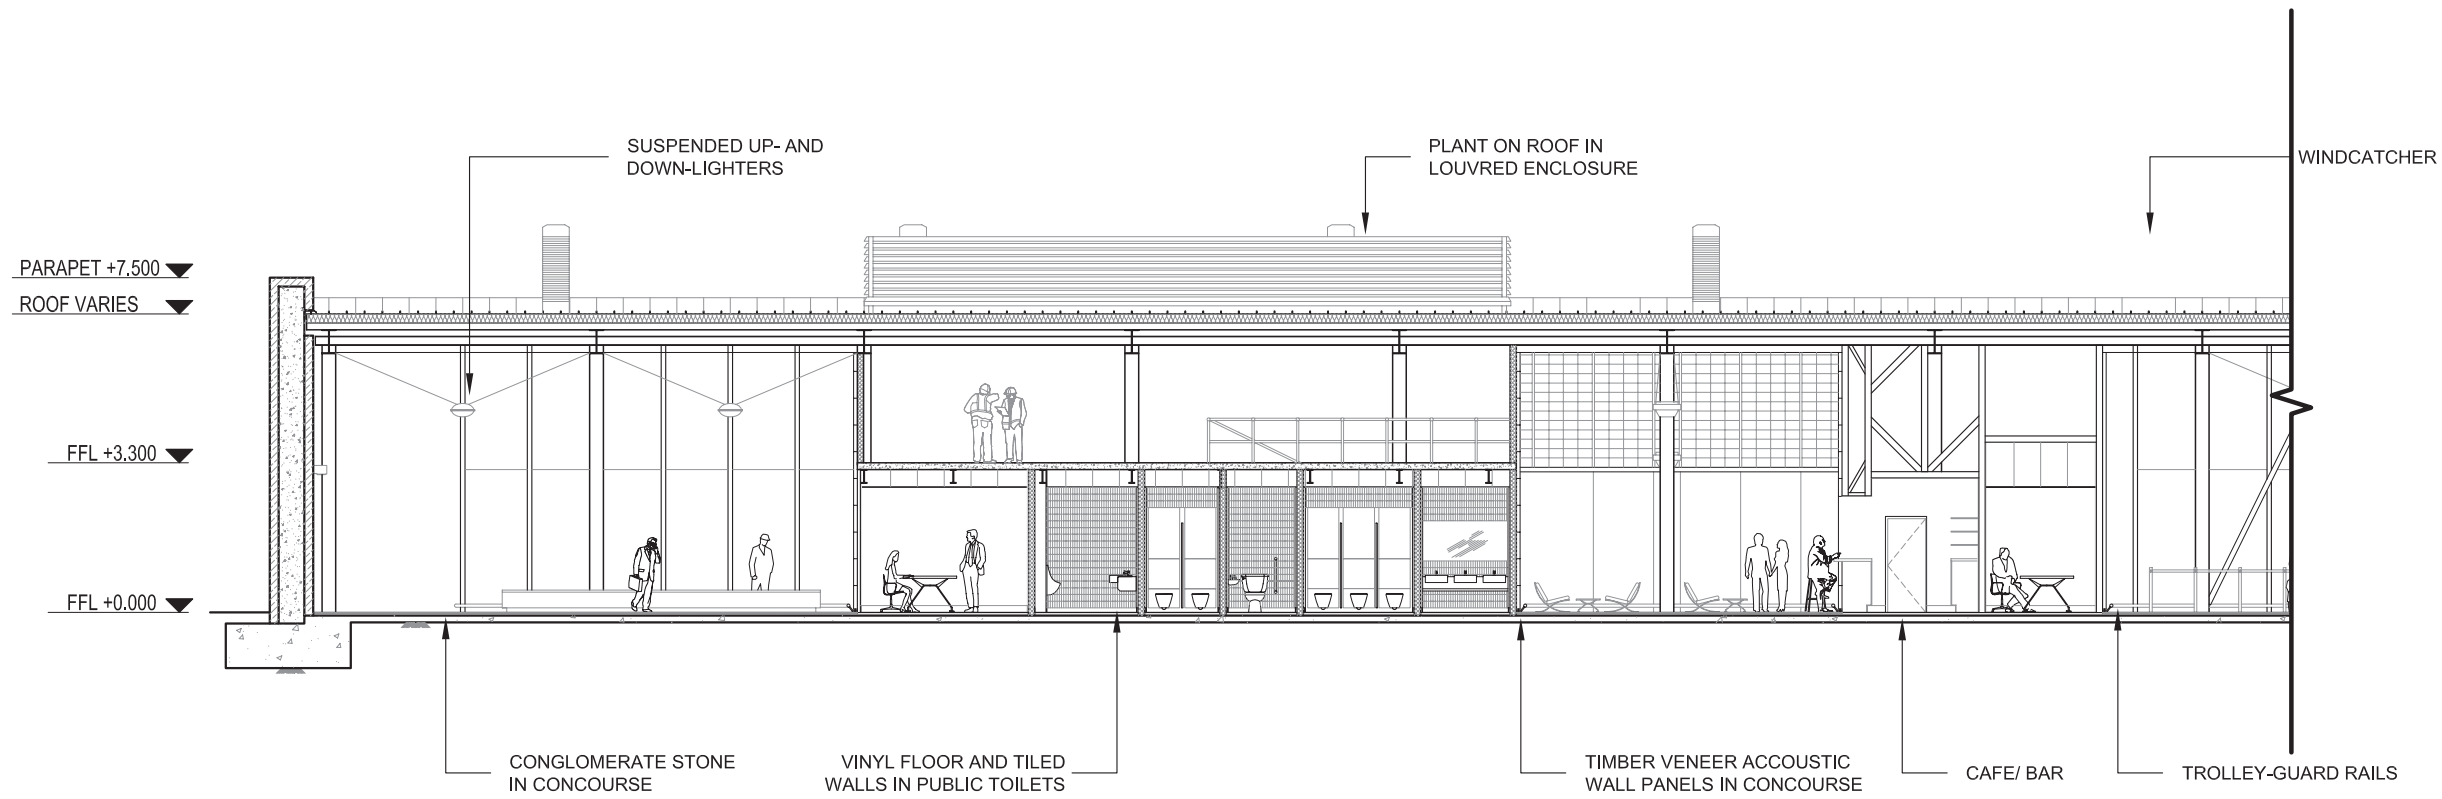 SUSPENDED UP- AND
DOWN-LIGHTERS
PLANT ON ROOF IN
LOUVRED ENCLOSURE
WINDCATCHER
PARAPET +7.500
ROOF VARIES
FFL +3.300
FFL +0.000
CONGLOMERATE STONE
IN CONCOURSE
VINYL FLOOR AND TILED
WALLS IN PUBLIC TOILETS
TIMBER VENEER ACCOUSTIC
WALL PANELS IN CONCOURSE
CAFE/ BAR
TROLLEY-GUARD RAILS